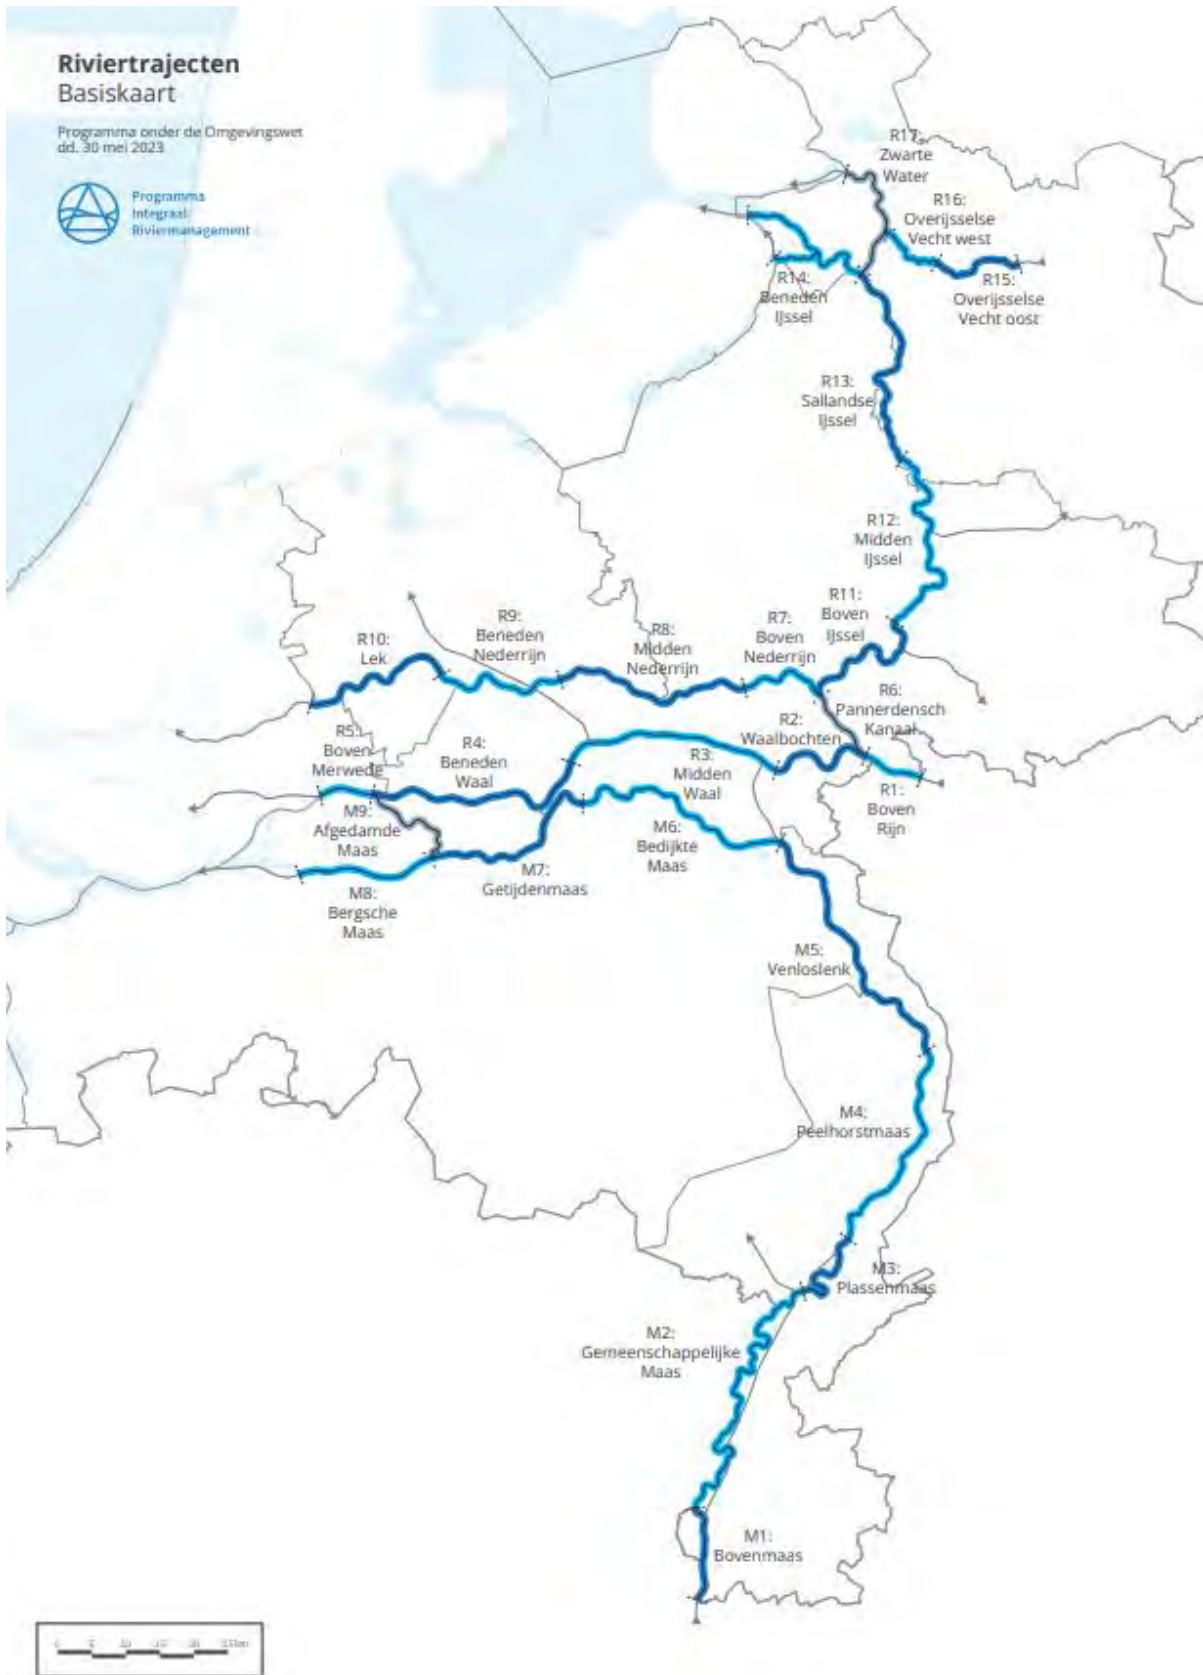 Riviertrajecten
Basiskaart
Programma onder de Omgevingswet
dd. 30 mei 2023
Programma
Integraal
Riviermanagement
R17:
Zwarte
Water
R16:
Overijsselse
Vecht west
R15:
Overijsselse
Vecht oost
R14:
Beneden
IJssel
R13:
Sallandse
IJssel
R12:
Midden
IJssel
R11:
Boven
IJssel
R10:
Lek
R9:
Beneden
Nederrijn
R8:
Midden
Nederrijn
R7:
Boven
Nederrijn
R6:
Pannerdensch
Kanaal
R5:
Boven
Merwede
R4:
Beneden
Waal
R3:
Midden
Waal
R2:
Waalbochten
R1:
Boven
Rijn
M9:
Afgedamde
Maas
M8:
Bergsche
Maas
M7:
Getijdenmaas
M6:
Bedijkte
Maas
M5:
Venloslenk
M4:
Peelhorstmaas
M3:
Plassenmaas
M2:
Gemeenschappelijke
Maas
M1:
Bovenmaas